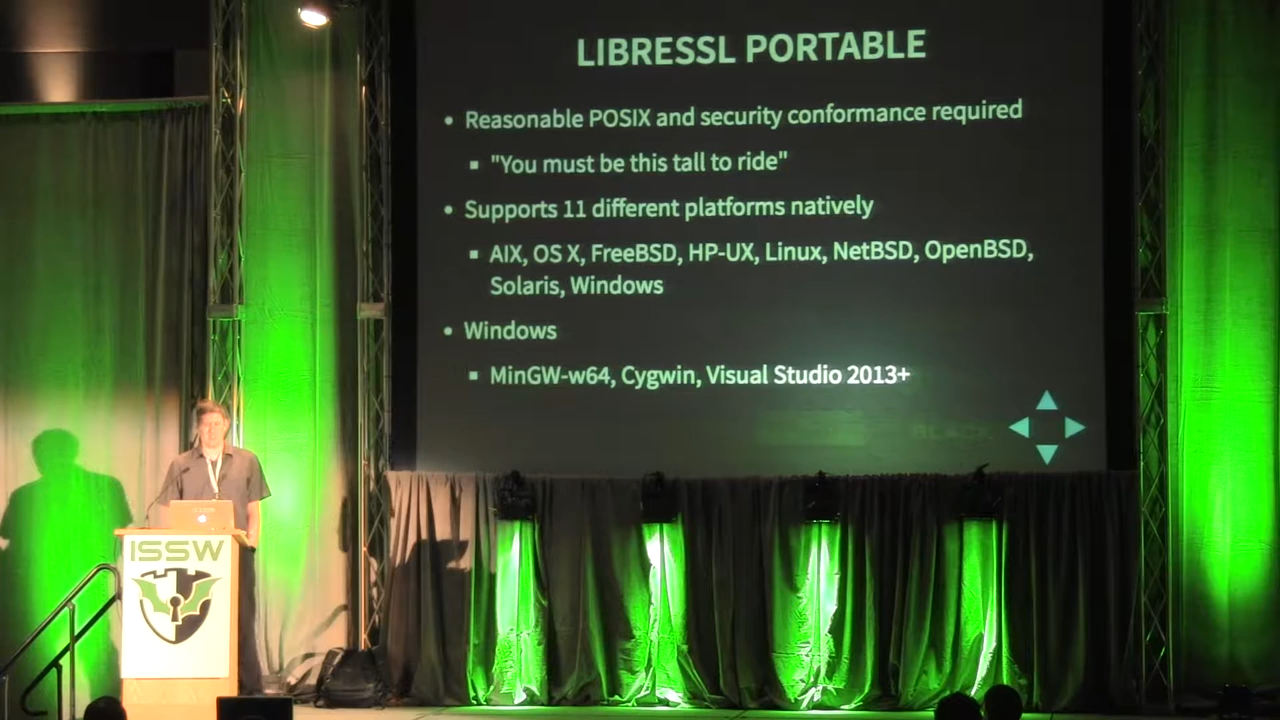 LIBRESSL PORTABLE
• Reasonable POSIX and security conformance required
▪ "You must be this tall to ride"
• Supports 11 different platforms natively
▪ AIX, OS X, FreeBSD, HP-UX, Linux, NetBSD, OpenBSD,
Solaris, Windows
• Windows
▪ MinGW-w64, Cygwin, Visual Studio 2013+
ISSW